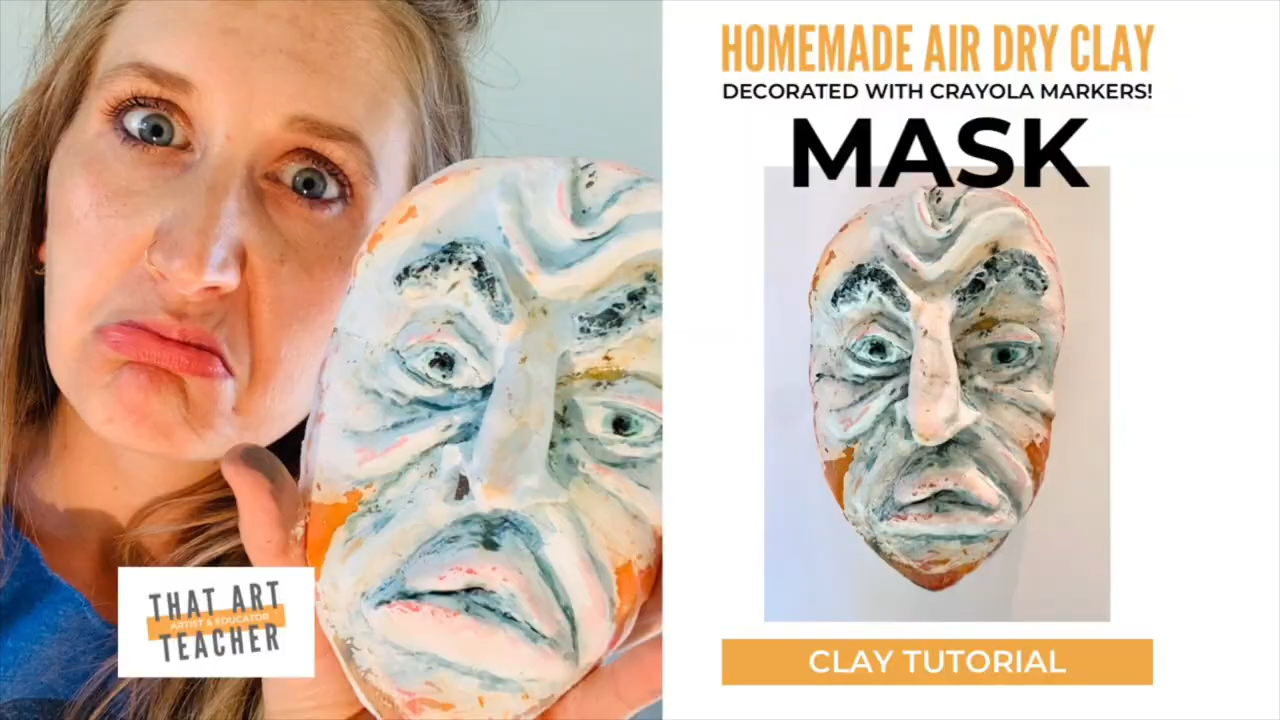 HOMEMADE AIR DRY CLAY
DECORATED WITH CRAYOLA MARKERS!
MASK
THAT ART
ARTIST & EDUCATOR
TEACHER
CLAY TUTORIAL